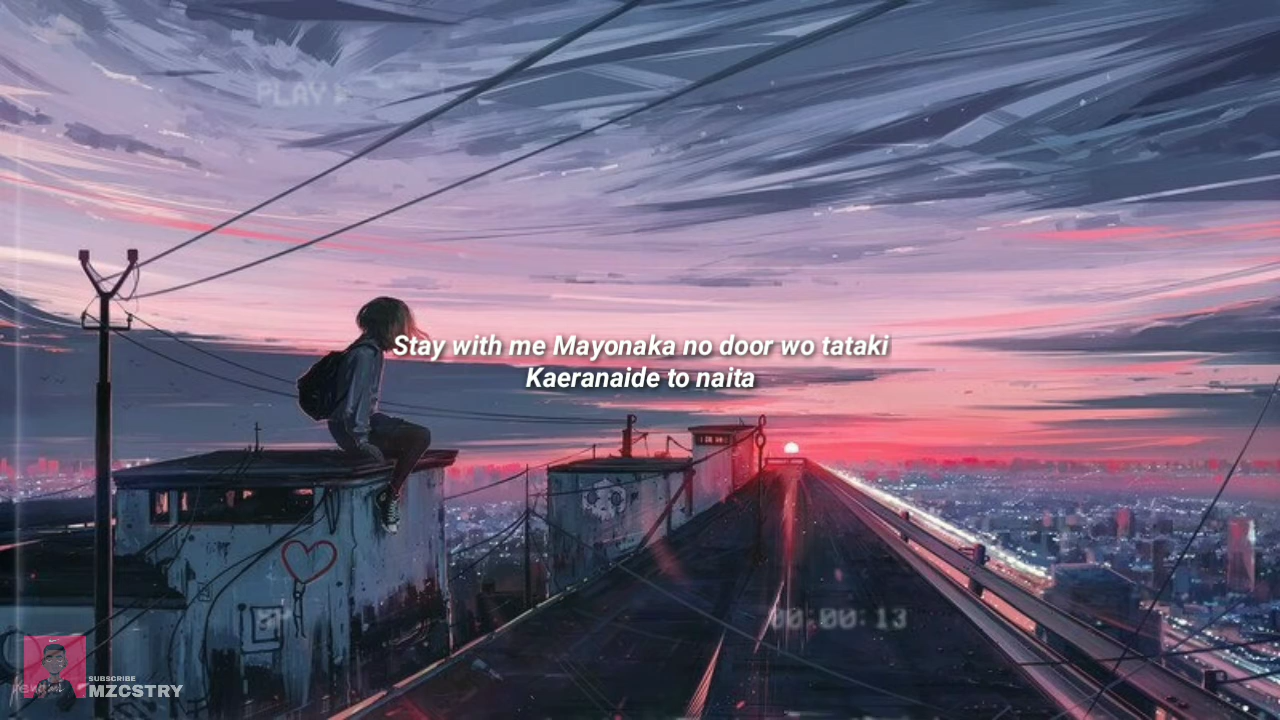 PLAY
Stay with me Mayonaka no door wo tataki
Kaeranaide to naita
00:00:13
SUBSCRIBE
MZCSTRY